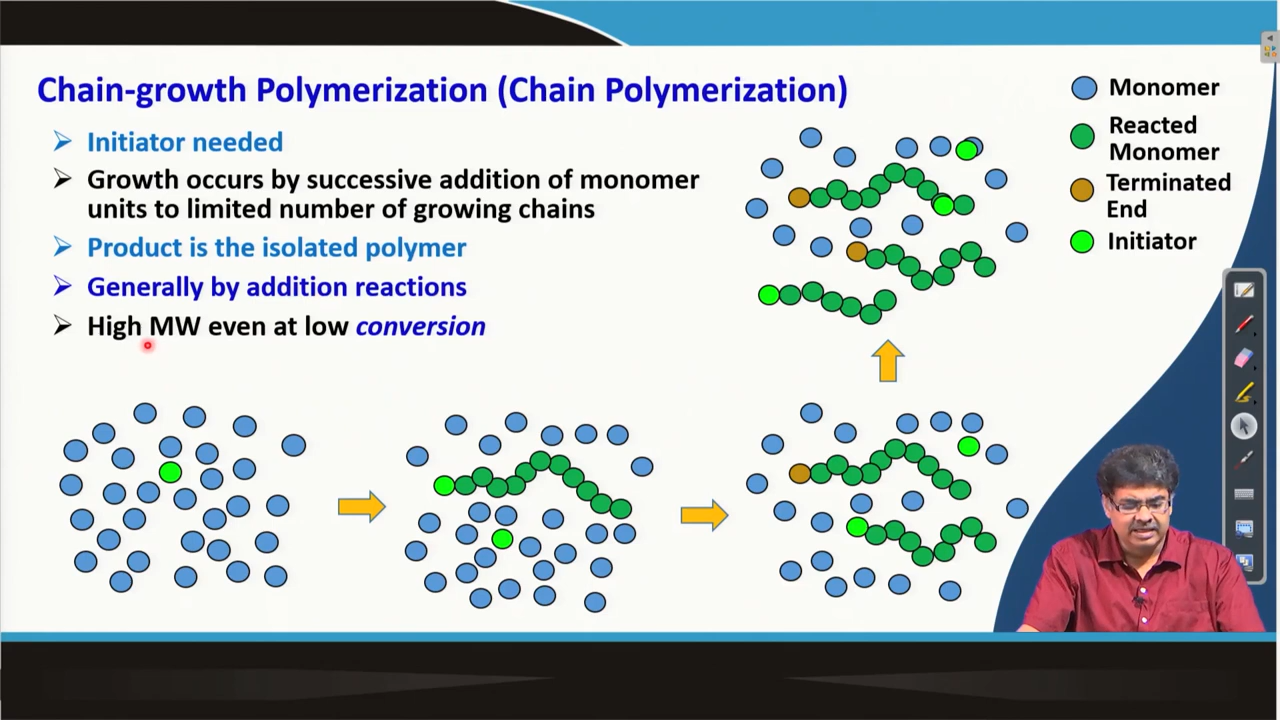 Chain-growth Polymerization (Chain Polymerization)
Initiator needed
Growth occurs by successive addition of monomer
units to limited number of growing chains
Product is the isolated polymer
Generally by addition reactions
High MW even at low conversion
Monomer
Reacted
Monomer
Terminated
End
Initiator